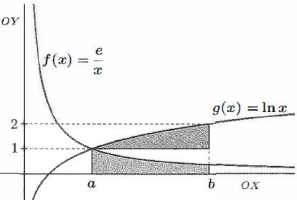 OY
f(x) = e/x
g(x) = ln x
2
1
a b OX